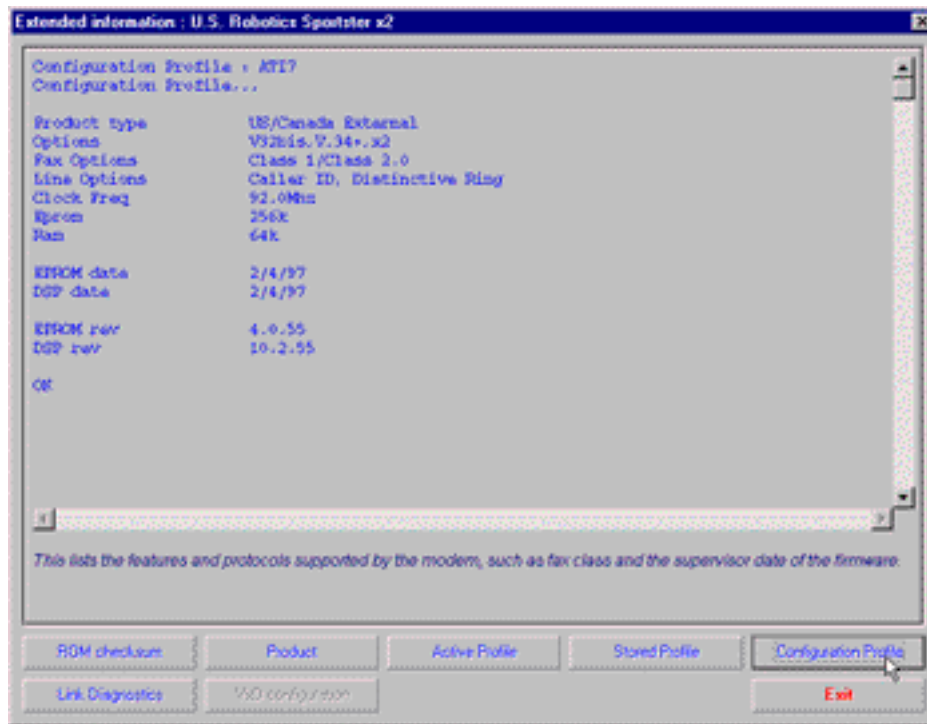 Extended information : U.S. Robotics Sportster x2
Configuration Profile : ATI7
Configuration Profile...
Product type US/Canada External
Options V32bis,V.34+,x2
Fax Options Class 1/Class 2.0
Line Options Caller ID, Distinctive Ring
Clock Freq 92.0Mhz
Eprom 256k
Ram 64k
EPROM date 2/4/97
DSP date 2/4/97
EPROM rev 4.0.55
DSP rev 10.2.55
OK
This lists the features and protocols supported by the modem, such as fax class and the supervisor date of the firmware.
ROM checksum Product Active Profile Stored Profile Configuration Profile
Link Diagnostics configuration Exit